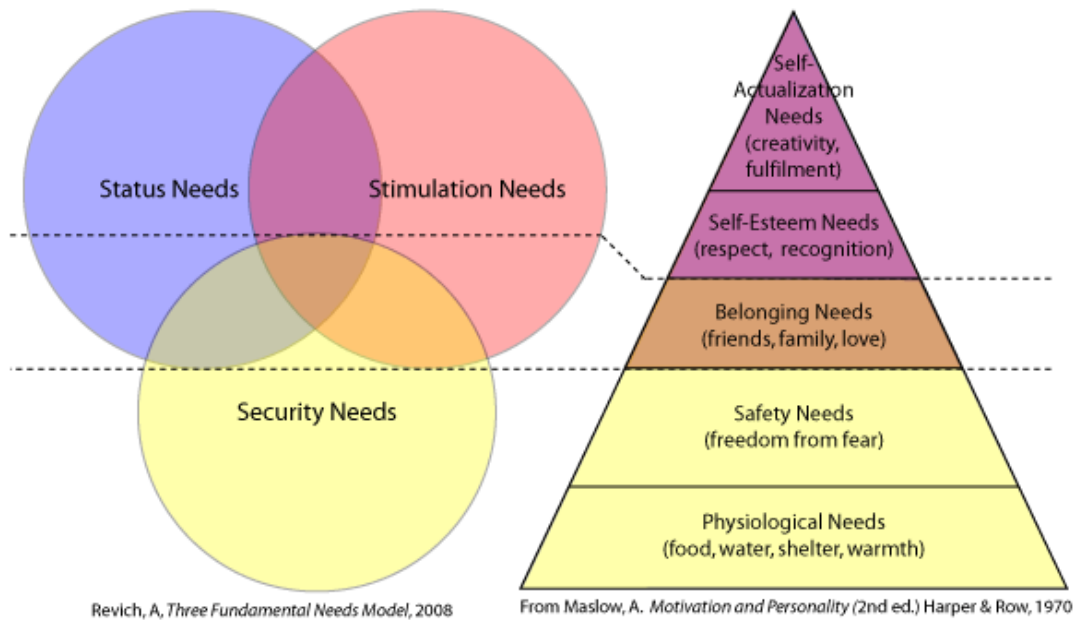 Status Needs
Stimulation Needs
Security Needs
Revich, A, Three Fundamental Needs Model, 2008
Self-
Actualization
Needs
(creativity,
fulfilment)
Self-Esteem Needs
(respect, recognition)
Belonging Needs
(friends, family, love)
Safety Needs
(freedom from fear)
Physiological Needs
(food, water, shelter, warmth)
From Maslow, A. Motivation and Personality (2nd ed.) Harper & Row, 1970